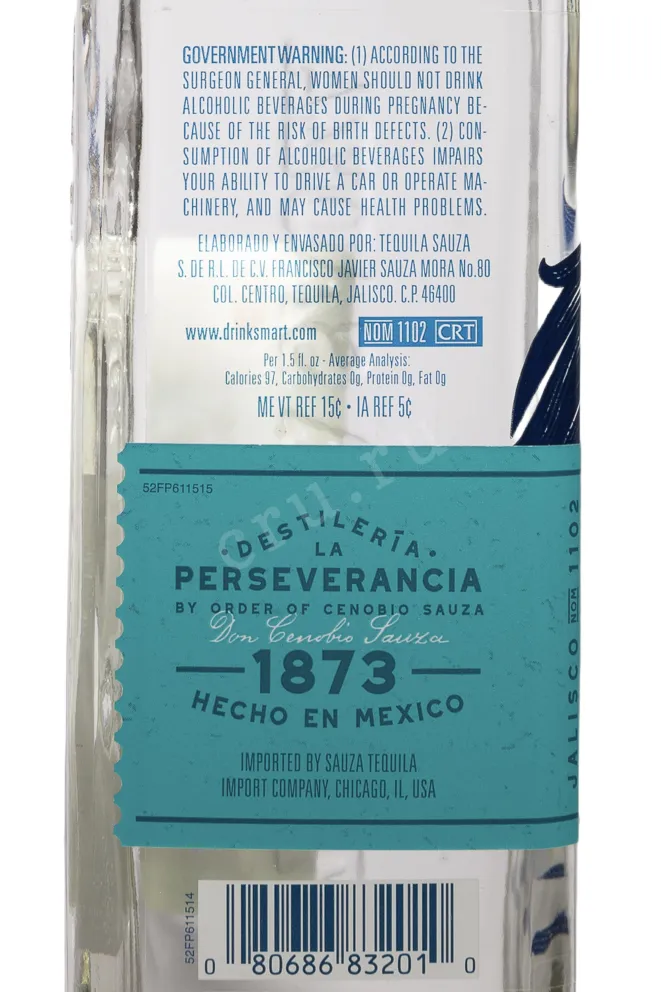 GOVERNMENT WARNING: (1) ACCORDING TO THE
SURGEON GENERAL, WOMEN SHOULD NOT DRINK
ALCOHOLIC BEVERAGES DURING PREGNANCY BE-
CAUSE OF THE RISK OF BIRTH DEFECTS. (2) CON-
SUMPTION OF ALCOHOLIC BEVERAGES IMPAIRS
YOUR ABILITY TO DRIVE A CAR OR OPERATE MA-
CHINERY, AND MAY CAUSE HEALTH PROBLEMS.
ELABORADO Y ENVASADO POR: TEQUILA SAUZA
S. DE R.L. DE C.V. FRANCISCO JAVIER SAUZA MORA No.80
COL. CENTRO, TEQUILA, JALISCO. C.P. 46400
www.drinksmart.com NOM 1102 CRT
Per 1.5 fl. oz - Average Analysis:
Calories 97, Carbohydrates 0g, Protein 0g, Fat 0g
ME VT REF 15¢ • IA REF 5¢
52FP611515
• DESTILERÍA •
LA
PERSEVERANCIA
BY ORDER OF CENOBIO SAUZA
Don Cenobio Sauza
1873
HECHO EN MEXICO
IMPORTED BY SAUZA TEQUILA
IMPORT COMPANY, CHICAGO, IL, USA
JALISCO NOM 1102
cru.ru
52FP611514
0 80686 83201 0